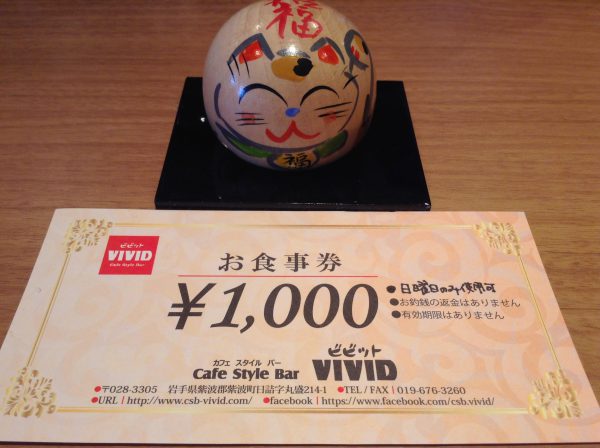 福
福
ビビット
VIVID
Cafe Style Bar
お食事券
¥1,000
●日曜日のみ使用可
●お釣銭の返金はありません
●有効期限はありません
カフェ スタイル バー
Cafe Style Bar
ビビット
VIVID
●〒028-3305 岩手県紫波郡紫波町日詰字丸盛214-1 ●TEL / FAX | 019-676-3260
●URL | http://www.csb-vivid.com/ ●facebook | https://www.facebook.com/csb.vivid/